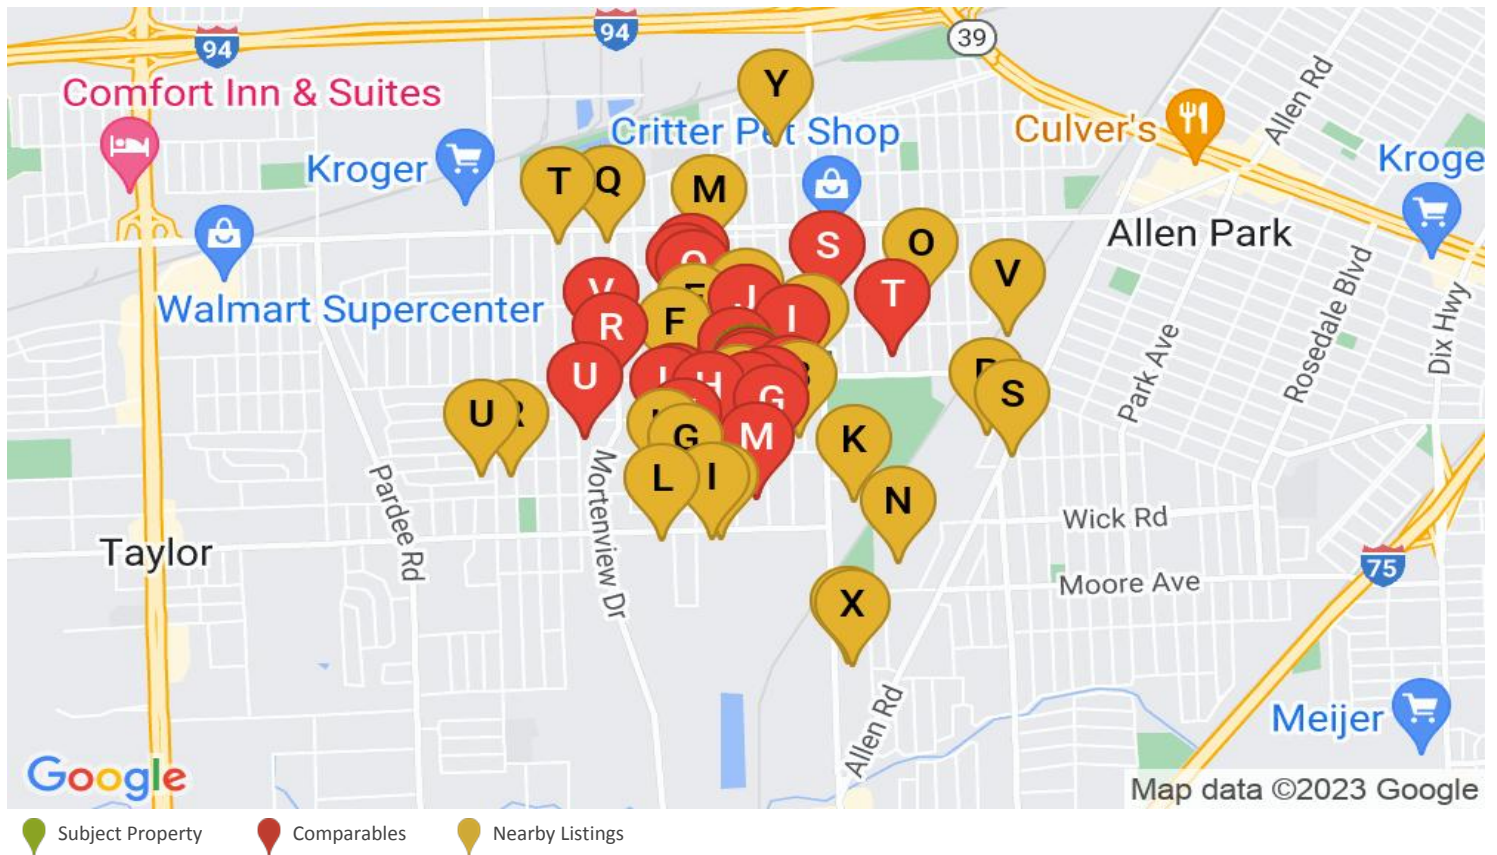 94
94
39
Comfort Inn & Suites
Y
Critter Pet Shop
Culver's
Allen Rd
Kroger
Kroge
T
Q
M
S
O
Allen Park
V
Walmart Supercenter
J
T
I
F
R
U
H
G
S
Park Ave
Rosedale Blvd
Dix Hwy
U
G
M
K
L
I
N
Pardee Rd
Mortenview Dr
Wick Rd
Taylor
75
Moore Ave
X
Allen Rd
Meijer
Google
Map data ©2023 Google
Subject Property
Comparables
Nearby Listings